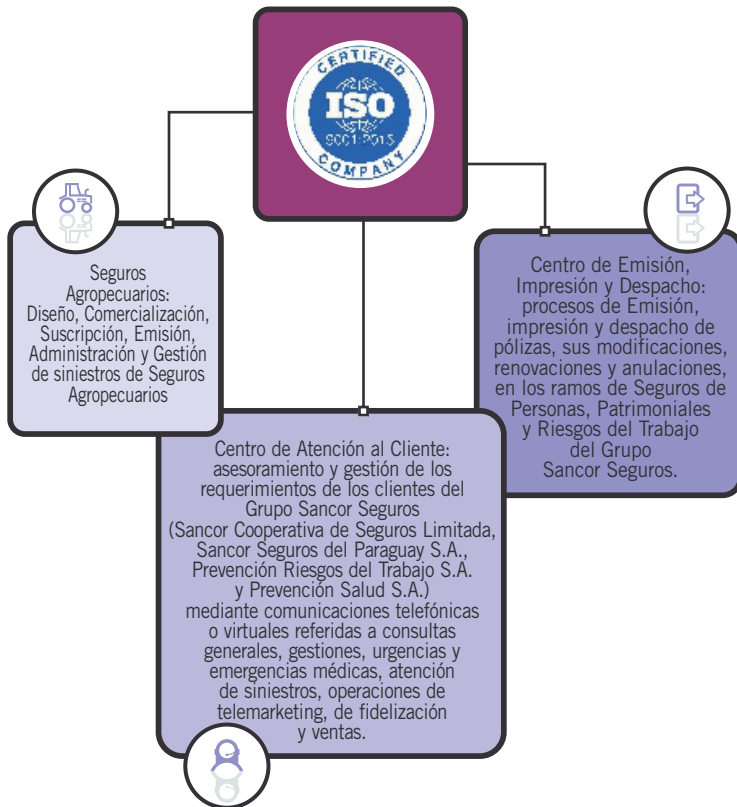 CERTIFIED
ISO
9001:2015
COMPANY
Seguros
Agropecuarios:
Diseño, Comercialización,
Suscripción, Emisión,
Administración y Gestión
de siniestros de Seguros
Agropecuarios
Centro de Emisión,
Impresión y Despacho:
procesos de Emisión,
impresión y despacho de
pólizas, sus modificaciones,
renovaciones y anulaciones,
en los ramos de Seguros de
Personas, Patrimoniales
y Riesgos del Trabajo
del Grupo
Sancor Seguros.
Centro de Atención al Cliente:
asesoramiento y gestión de los
requerimientos de los clientes del
Grupo Sancor Seguros
(Sancor Cooperativa de Seguros Limitada,
Sancor Seguros del Paraguay S.A.,
Prevención Riesgos del Trabajo S.A.
y Prevención Salud S.A.)
mediante comunicaciones telefónicas
o virtuales referidas a consultas
generales, gestiones, urgencias y
emergencias médicas, atención
de siniestros, operaciones de
telemarketing, de fidelización
y ventas.